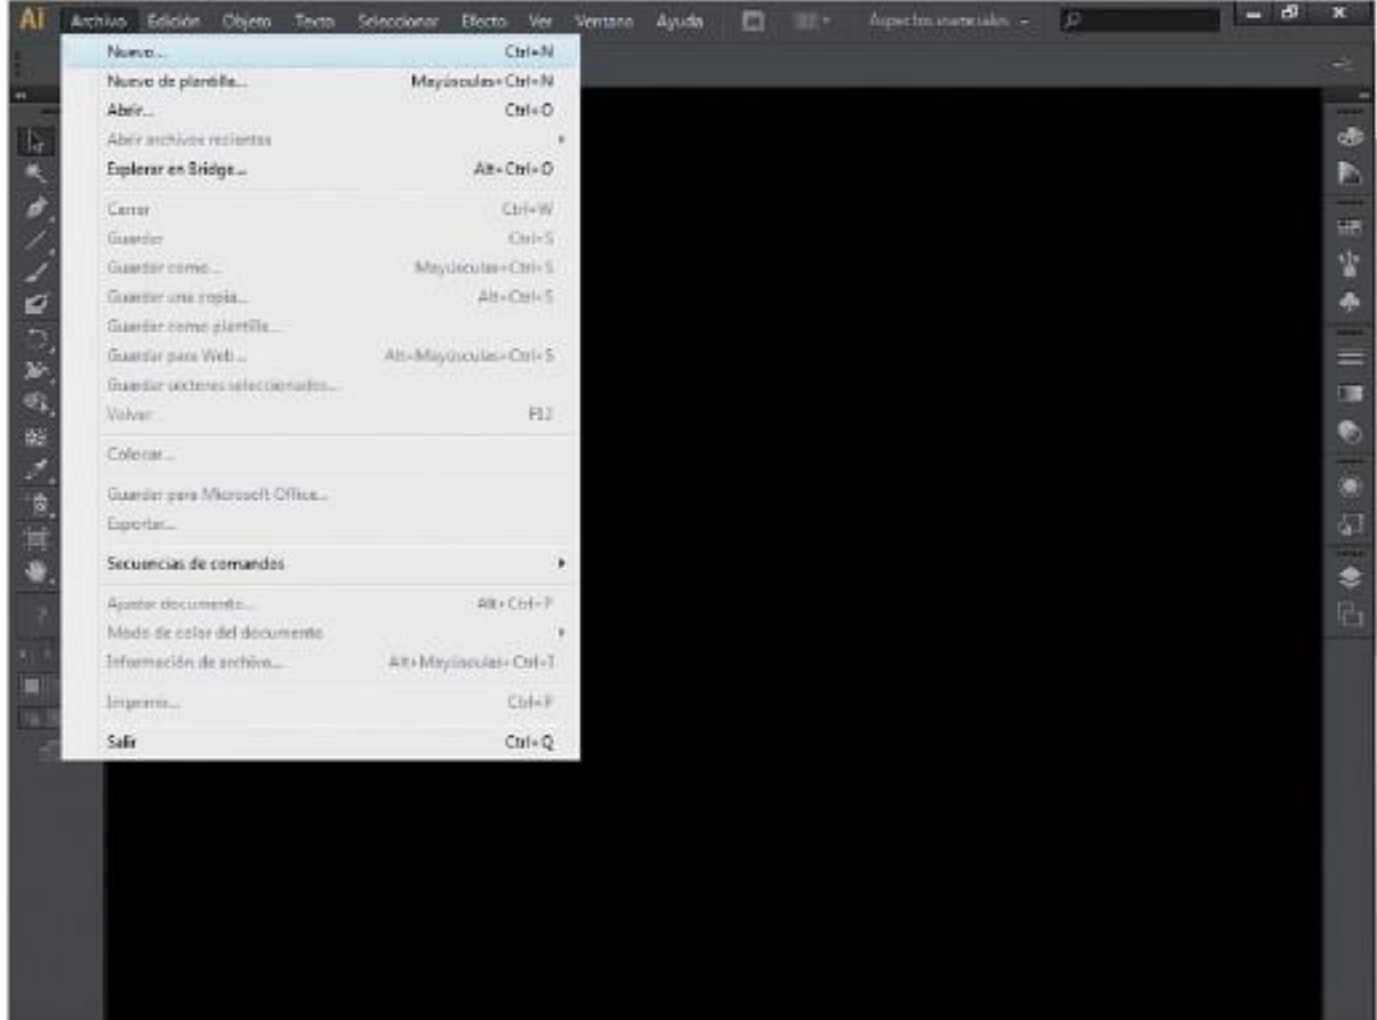 Ai Archivo Edición Objeto Texto Seleccionar Efecto Ver Ventana Ayuda Aspectos esenciales
Nuevo... Ctrl+N
Nuevo de plantilla... Mayúsculas+Ctrl+N
Abrir... Ctrl+O
Abrir archivos recientes
Explorar en Bridge... Alt+Ctrl+O
Cerrar Ctrl+W
Guardar Ctrl+S
Guardar como... Mayúsculas+Ctrl+S
Guardar una copia... Alt+Ctrl+S
Guardar como plantilla...
Guardar para Web... Alt+Mayúsculas+Ctrl+S
Guardar sectores seleccionados...
Volver F12
Colocar...
Guardar para Microsoft Office...
Exportar...
Secuencias de comandos
Ajustar documento... Alt+Ctrl+P
Modo de color del documento
Información de archivo... Alt+Mayúsculas+Ctrl+I
Imprimir... Ctrl+P
Salir Ctrl+Q